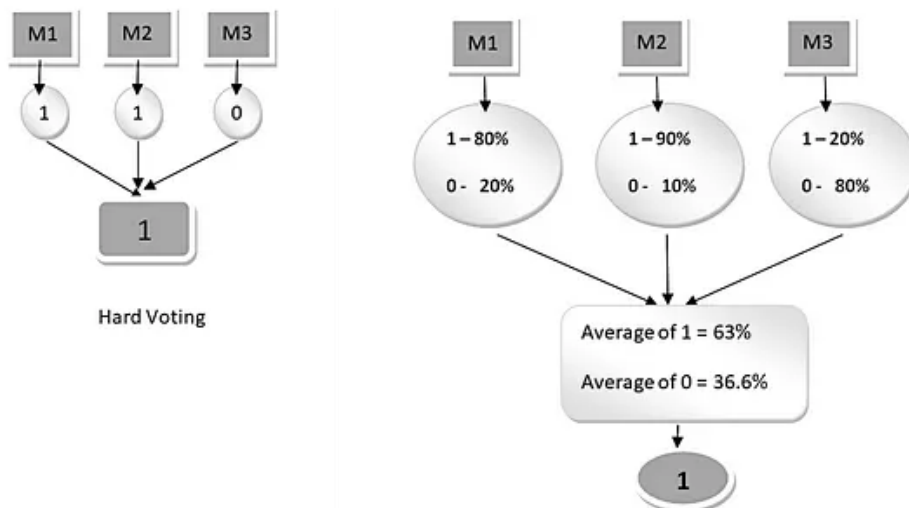 M1 M2 M3
1 1 0
1
Hard Voting
M1 M2 M3
1 – 80% 1 – 90% 1 – 20%
0 - 20% 0 - 10% 0 - 80%
Average of 1 = 63%
Average of 0 = 36.6%
1